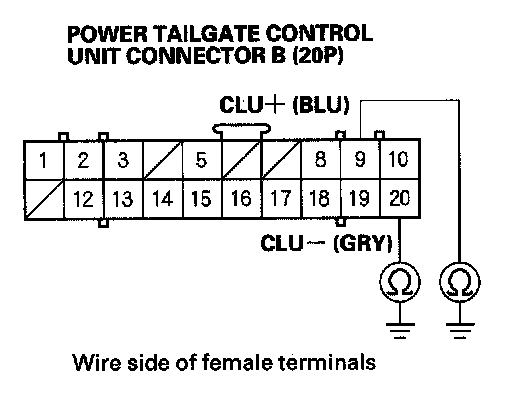 POWER TAILGATE CONTROL
UNIT CONNECTOR B (20P)
CLU+ (BLU)
1 2 3 5 8 9 10
12 13 14 15 16 17 18 19 20
CLU− (GRY)
Ω Ω
Wire side of female terminals